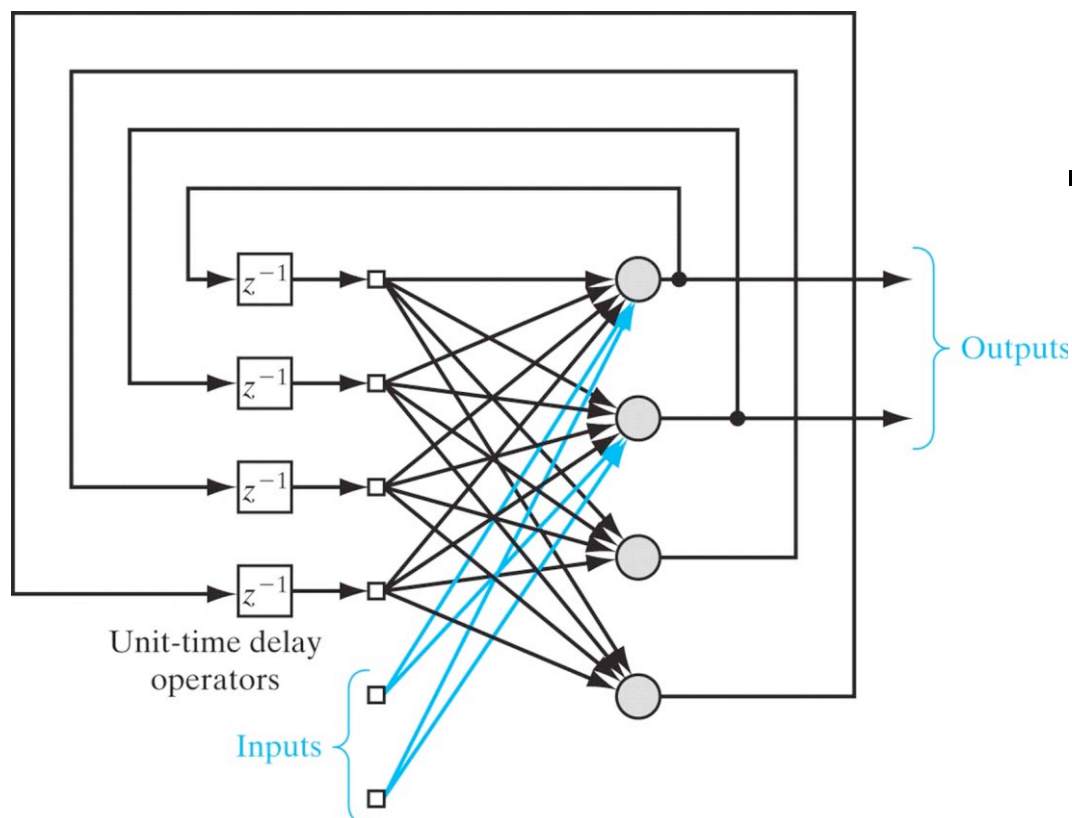 z⁻¹
z⁻¹
Outputs
z⁻¹
z⁻¹
Unit-time delay
operators
Inputs